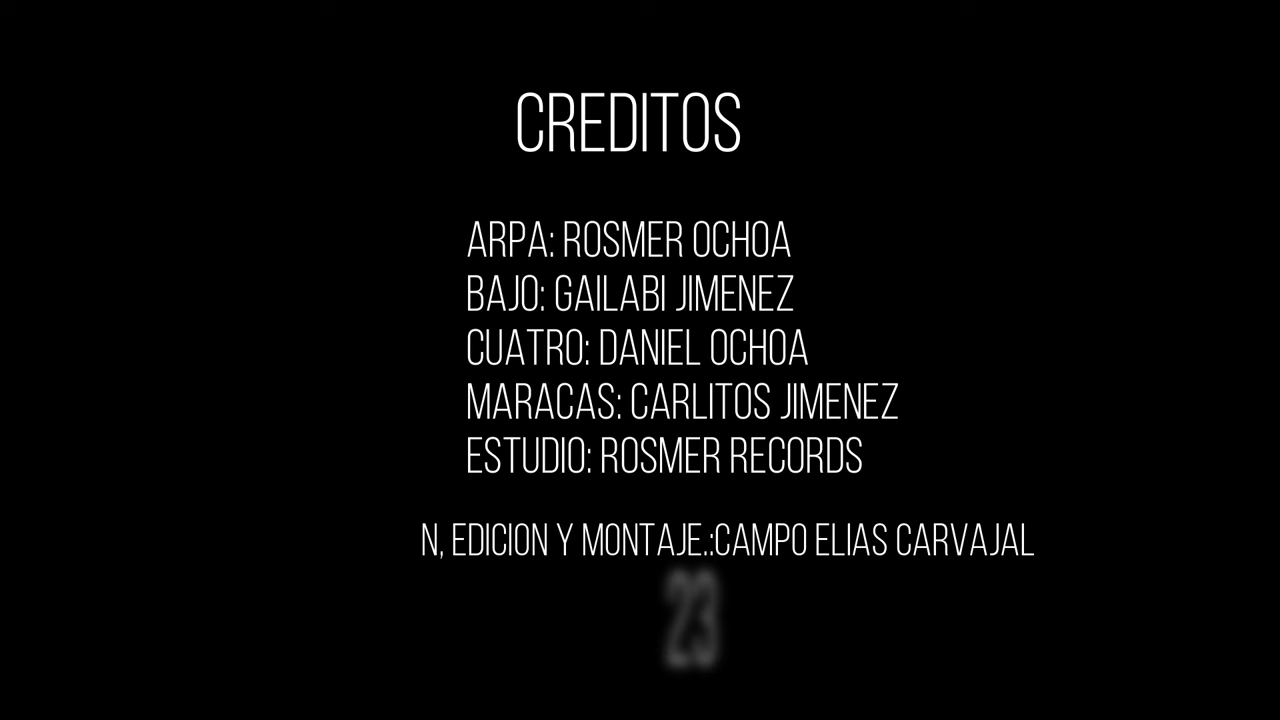 CREDITOS
ARPA: ROSMER OCHOA
BAJO: GAILABI JIMENEZ
CUATRO: DANIEL OCHOA
MARACAS: CARLITOS JIMENEZ
ESTUDIO: ROSMER RECORDS
N, EDICION Y MONTAJE.:CAMPO ELIAS CARVAJAL
23